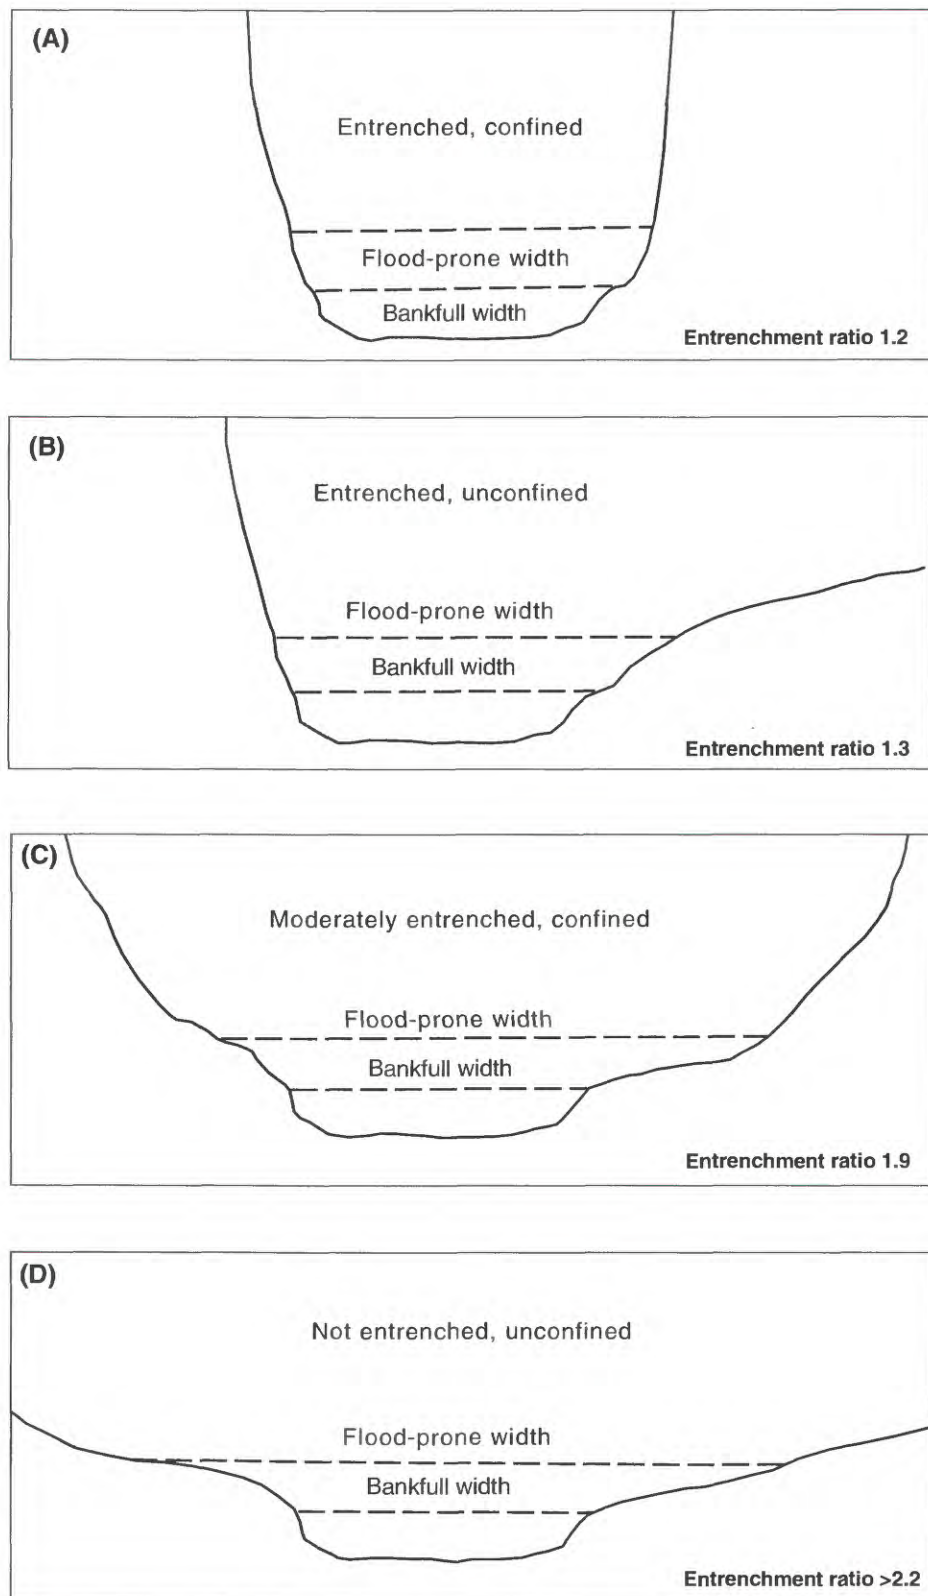 (A)
Entrenched, confined
Flood-prone width
Bankfull width
Entrenchment ratio 1.2
(B)
Entrenched, unconfined
Flood-prone width
Bankfull width
Entrenchment ratio 1.3
(C)
Moderately entrenched, confined
Flood-prone width
Bankfull width
Entrenchment ratio 1.9
(D)
Not entrenched, unconfined
Flood-prone width
Bankfull width
Entrenchment ratio >2.2